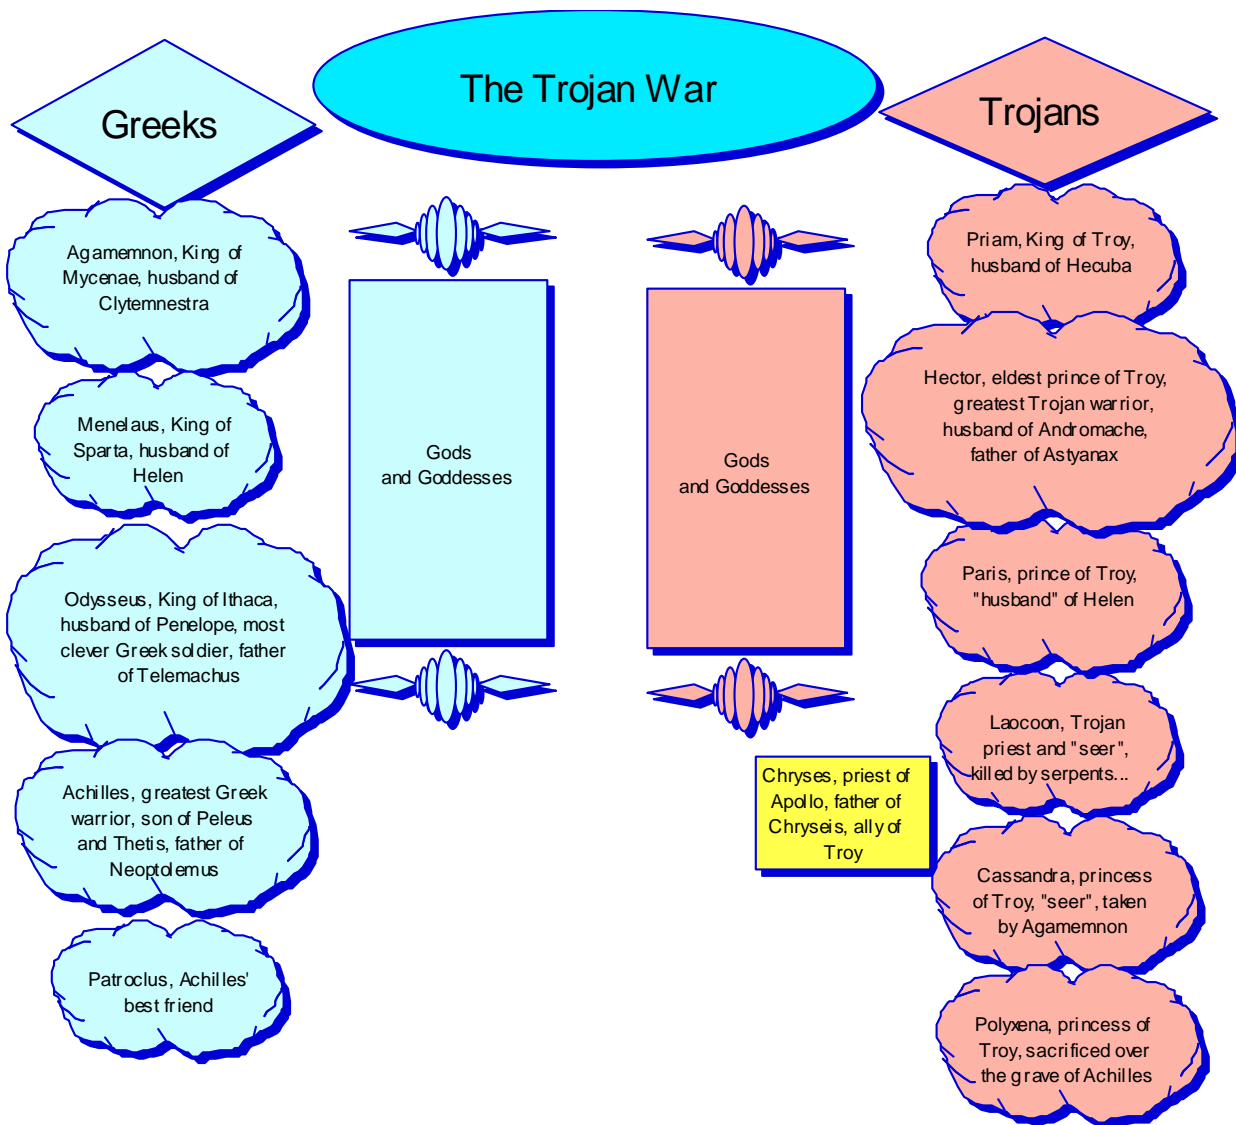 The Trojan War
Greeks
Trojans
Agamemnon, King of
Mycenae, husband of
Clytemnestra
Menelaus, King of
Sparta, husband of
Helen
Odysseus, King of Ithaca,
husband of Penelope, most
clever Greek soldier, father
of Telemachus
Achilles, greatest Greek
warrior, son of Peleus
and Thetis, father of
Neoptolemus
Patroclus, Achilles'
best friend
Gods
and Goddesses
Gods
and Goddesses
Chryses, priest of
Apollo, father of
Chryseis, ally of
Troy
Priam, King of Troy,
husband of Hecuba
Hector, eldest prince of Troy,
greatest Trojan warrior,
husband of Andromache,
father of Astyanax
Paris, prince of Troy,
"husband" of Helen
Laocoon, Trojan
priest and "seer",
killed by serpents...
Cassandra, princess
of Troy, "seer", taken
by Agamemnon
Polyxena, princess of
Troy, sacrificed over
the grave of Achilles